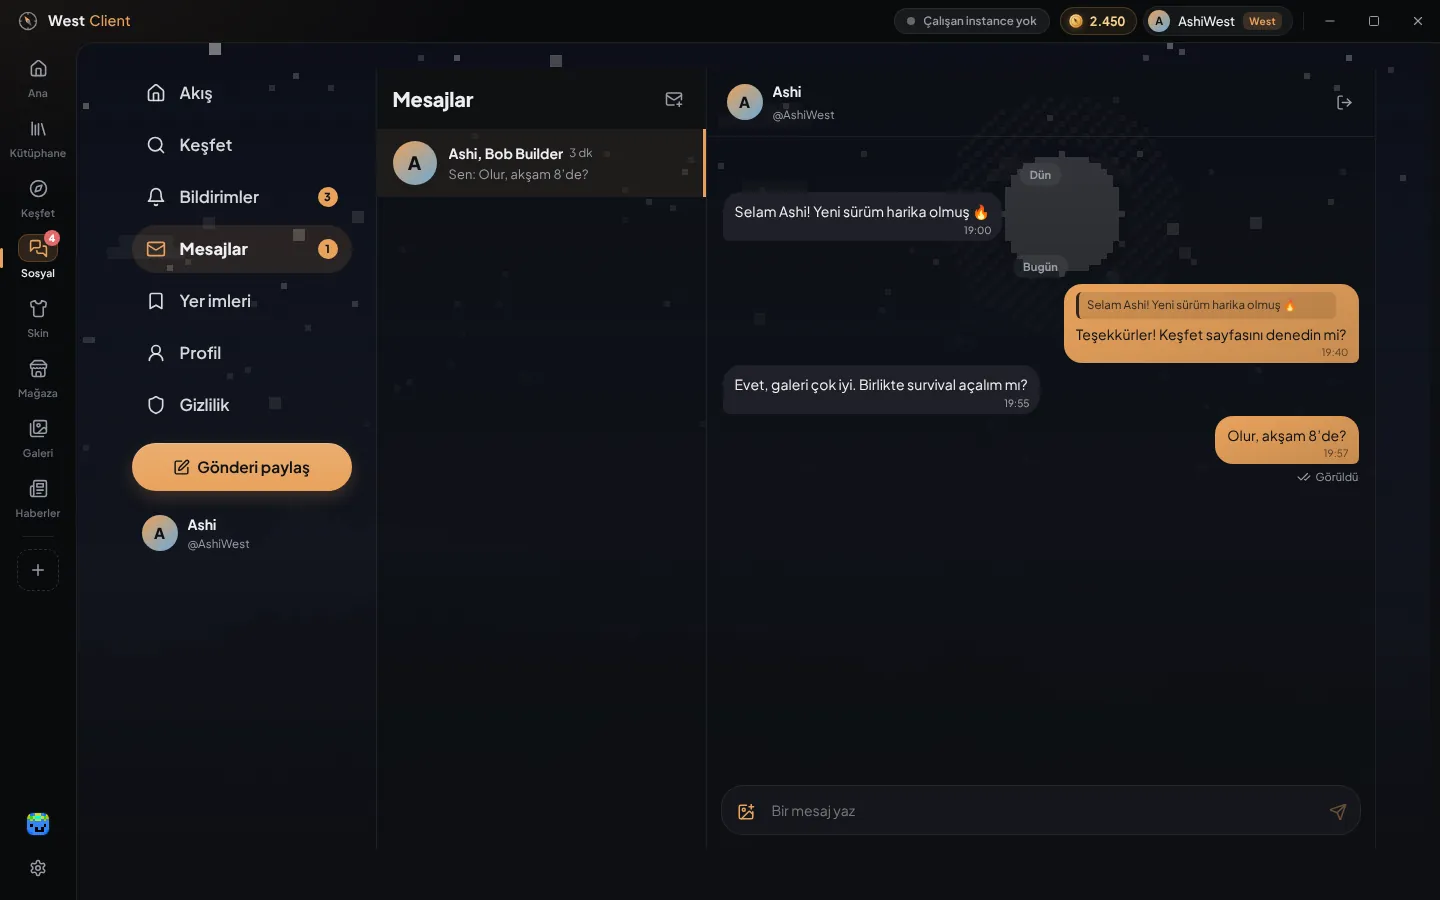 West Client
Çalışan instance yok
2.450
A
AshiWest
West
Ana
Kütüphane
Keşfet
4
Sosyal
Skin
Mağaza
Galeri
Haberler
Akış
Keşfet
Bildirimler
3
Mesajlar
1
Yer imleri
Profil
Gizlilik
Gönderi paylaş
A
Ashi
@AshiWest
Mesajlar
A
Ashi, Bob Builder 3 dk
Sen: Olur, akşam 8'de?
A
Ashi
@AshiWest
Dün
Selam Ashi! Yeni sürüm harika olmuş 🔥
19:00
Bugün
Selam Ashi! Yeni sürüm harika olmuş 🔥
Teşekkürler! Keşfet sayfasını denedin mi?
19:40
Evet, galeri çok iyi. Birlikte survival açalım mı?
19:55
Olur, akşam 8'de?
19:57
Görüldü
Bir mesaj yaz